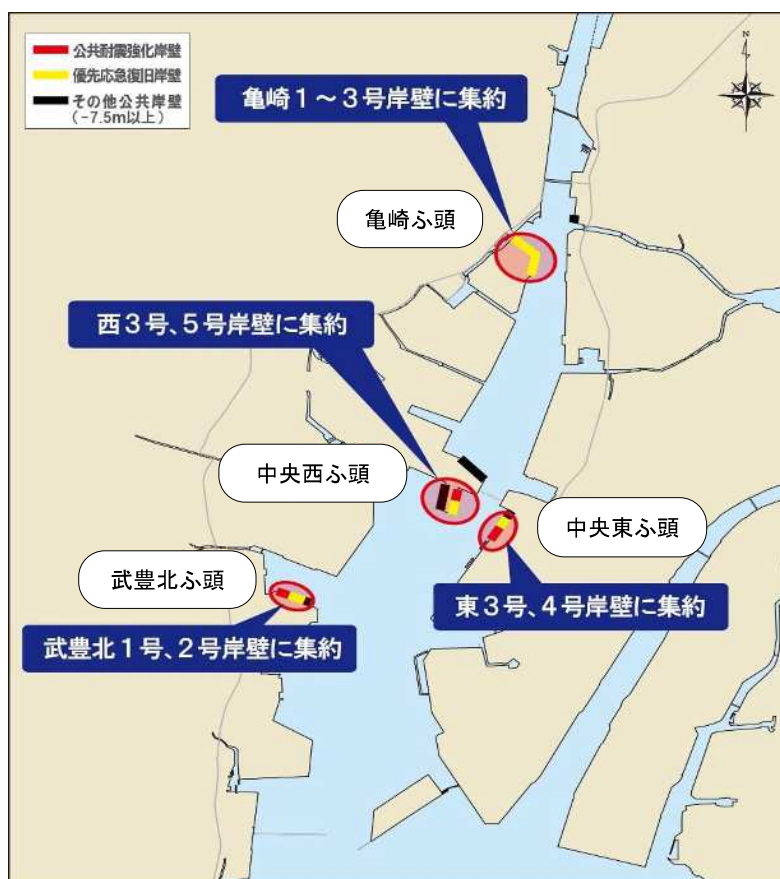 公共耐震強化岸壁
優先応急復旧岸壁
その他公共岸壁
(-7.5m以上)
N
亀崎1～3号岸壁に集約
亀崎ふ頭
西3号、5号岸壁に集約
中央西ふ頭
中央東ふ頭
武豊北ふ頭
東3号、4号岸壁に集約
武豊北1号、2号岸壁に集約